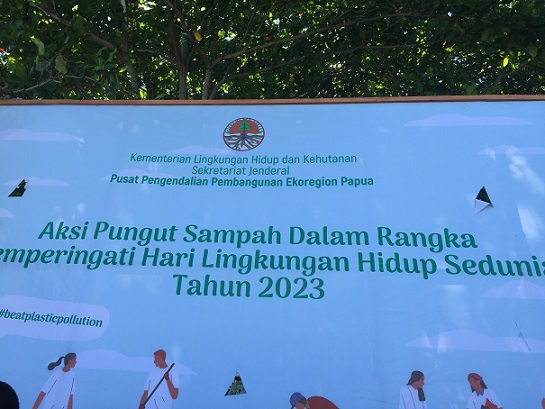 Kementerian Lingkungan Hidup dan Kehutanan
Sekretariat Jenderal
Pusat Pengendalian Pembangunan Ekoregion Papua
Aksi Pungut Sampah Dalam Rangka
emperingati Hari Lingkungan Hidup Sedunia
Tahun 2023
#beatplasticpollution